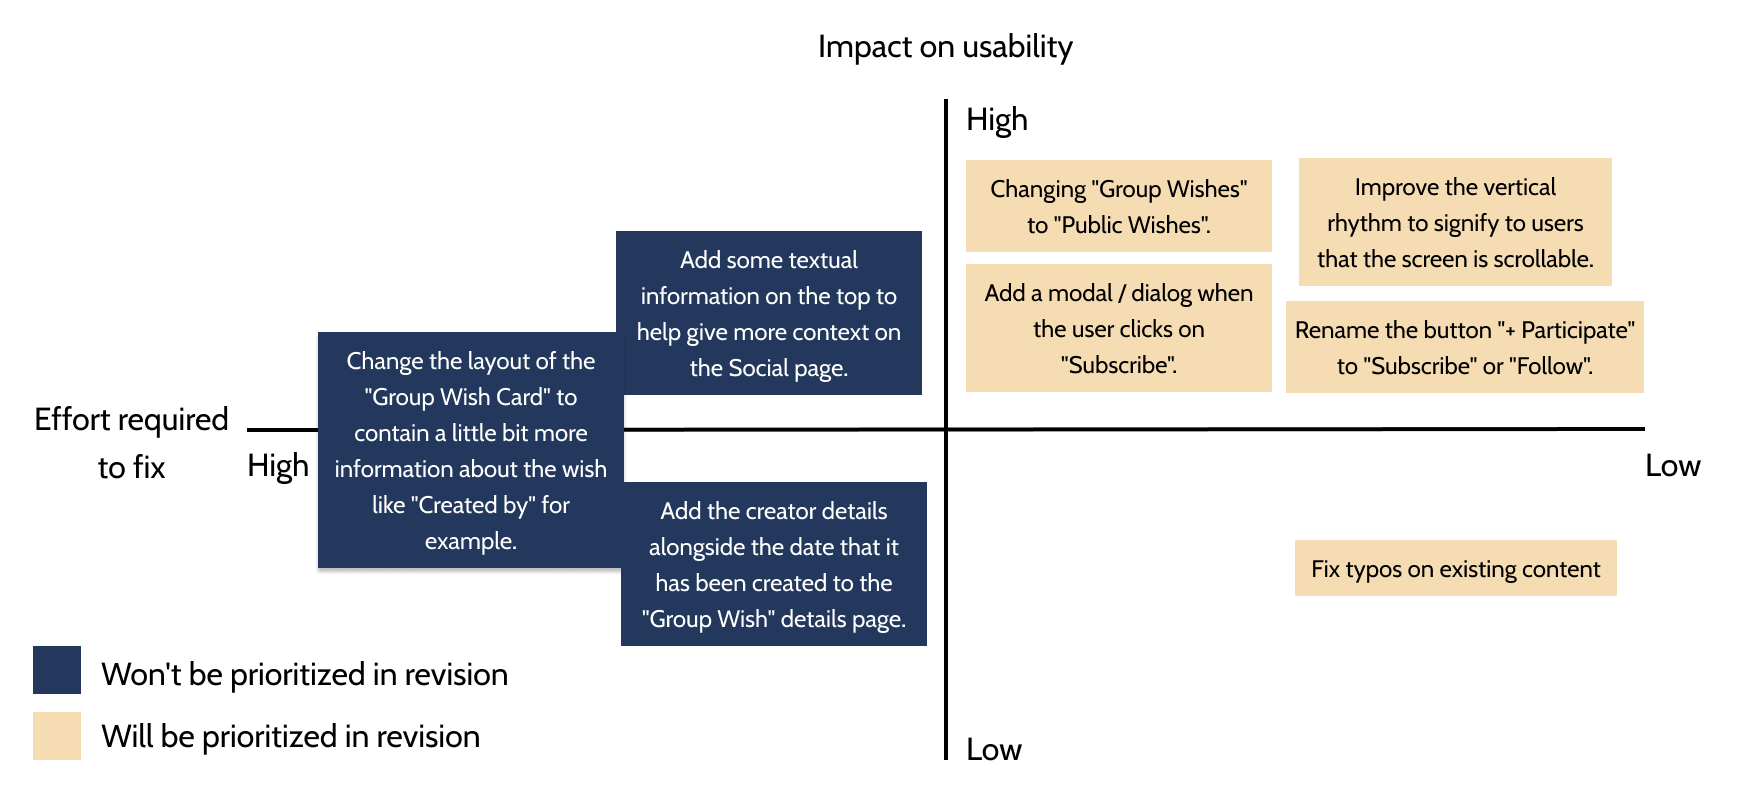 Impact on usability
High
Changing "Group Wishes"
to "Public Wishes".
Improve the vertical
rhythm to signify to users
that the screen is scrollable.
Add some textual
information on the top to
help give more context on
the Social page.
Add a modal / dialog when
the user clicks on
"Subscribe".
Rename the button "+ Participate"
to "Subscribe" or "Follow".
Change the layout of the
"Group Wish Card" to
contain a little bit more
information about the wish
like "Created by" for
example.
Effort required
to fix
High
Low
Add the creator details
alongside the date that it
has been created to the
"Group Wish" details page.
Fix typos on existing content
Won't be prioritized in revision
Will be prioritized in revision
Low